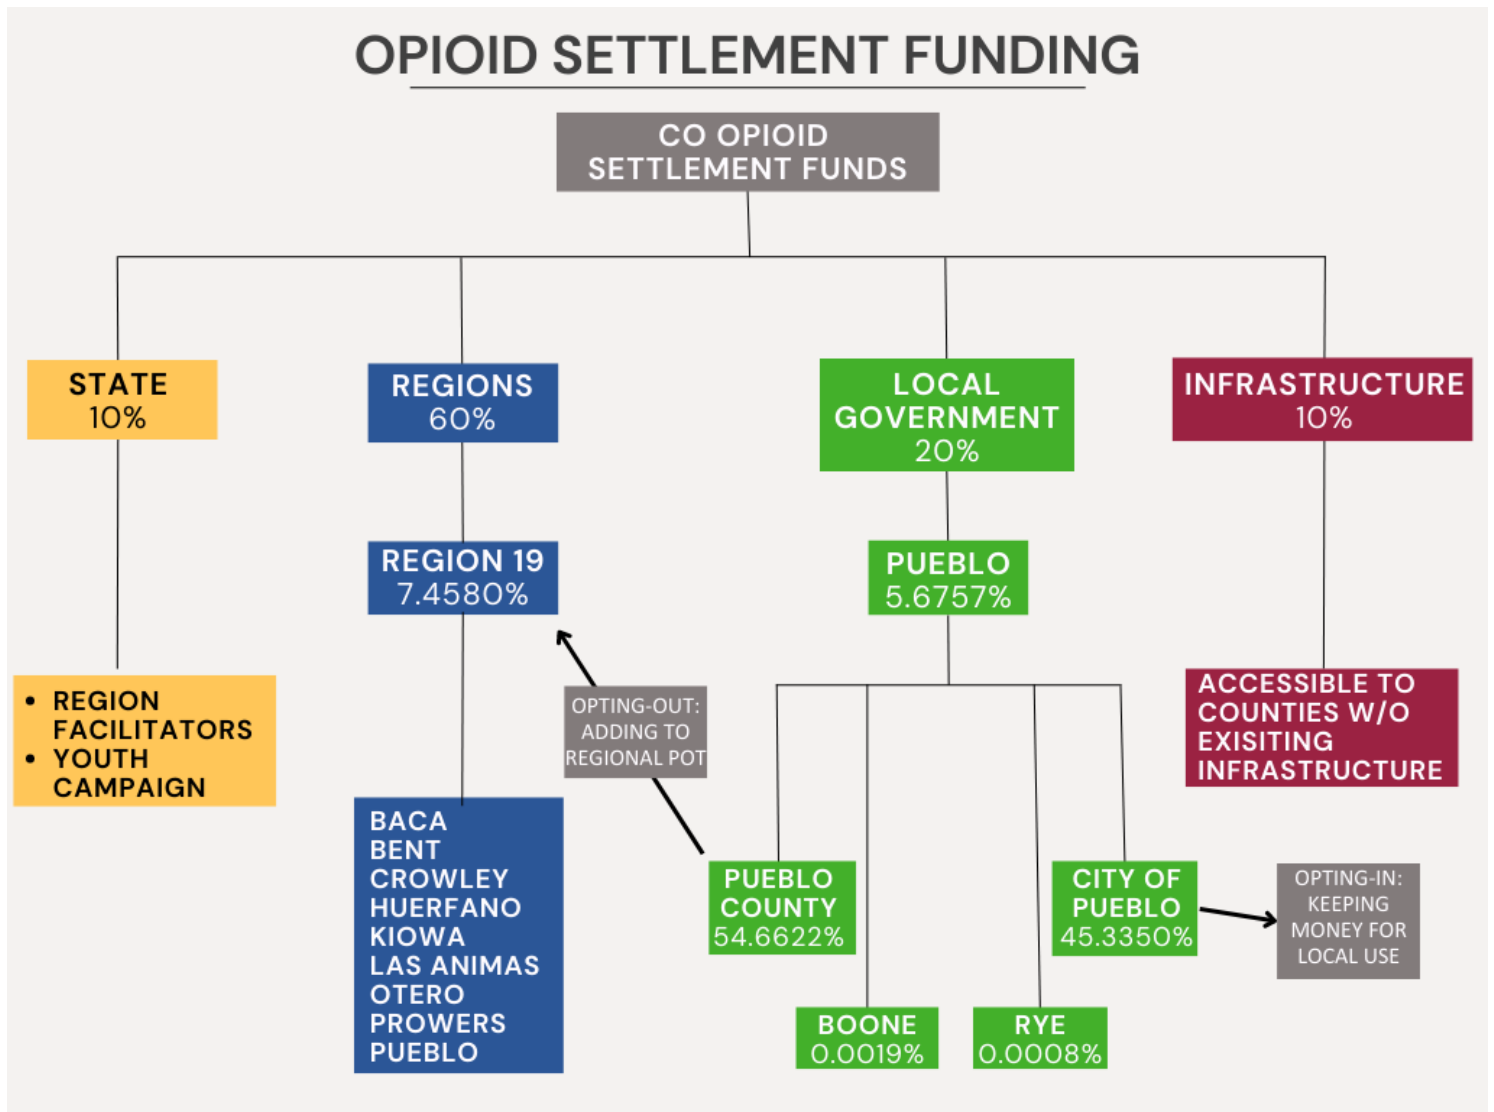 OPIOID SETTLEMENT FUNDING
CO OPIOID
SETTLEMENT FUNDS
STATE
10%
REGIONS
60%
LOCAL
GOVERNMENT
20%
INFRASTRUCTURE
10%
REGION 19
7.4580%
PUEBLO
5.6757%
• REGION
FACILITATORS
• YOUTH
CAMPAIGN
OPTING-OUT:
ADDING TO
REGIONAL POT
ACCESSIBLE TO
COUNTIES W/O
EXISITING
INFRASTRUCTURE
BACA
BENT
CROWLEY
HUERFANO
KIOWA
LAS ANIMAS
OTERO
PROWERS
PUEBLO
PUEBLO
COUNTY
54.6622%
CITY OF
PUEBLO
45.3350%
OPTING-IN:
KEEPING
MONEY FOR
LOCAL USE
BOONE
0.0019%
RYE
0.0008%